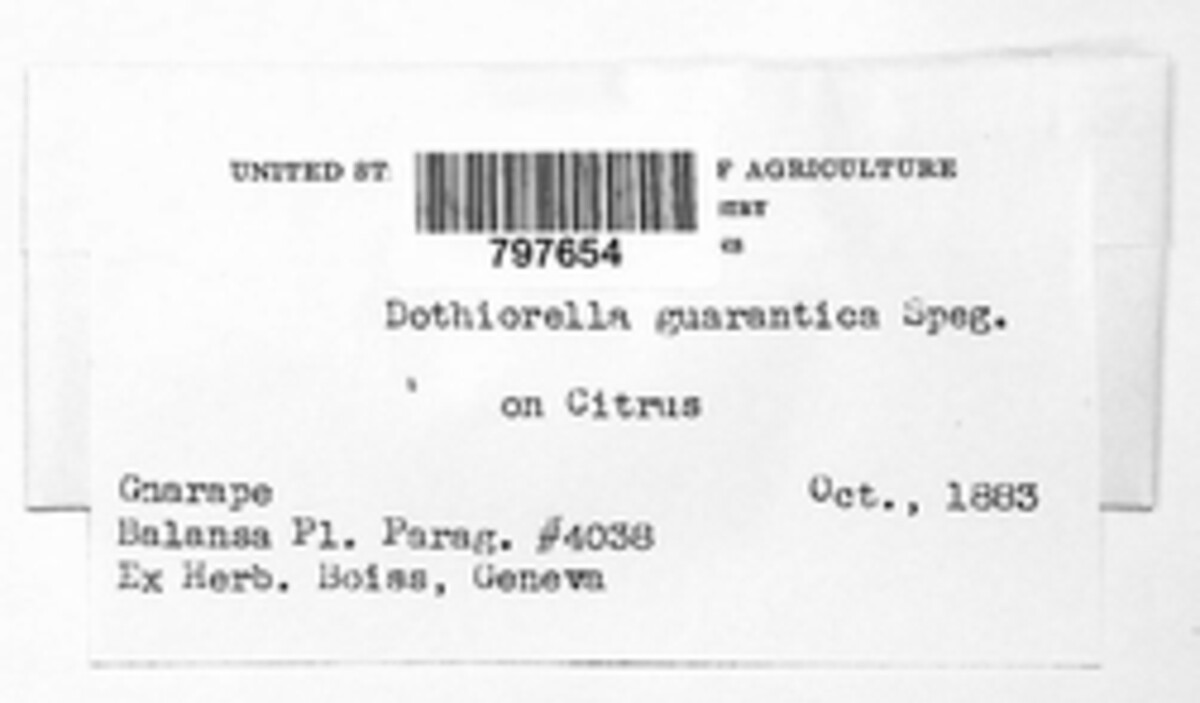 UNITED ST F AGRICULTURE
797654
Dothiorella guarantica Speg.
on Citrus
Gnarape
Oct., 1883
Balansa Pl. Parag. #4038
Ex Herb. Boiss, Geneva